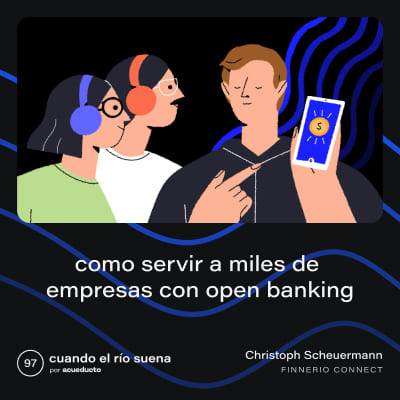 $
como servir a miles de
empresas con open banking
97
cuando el río suena
por acueducto
Christoph Scheuermann
FINNERIO CONNECT